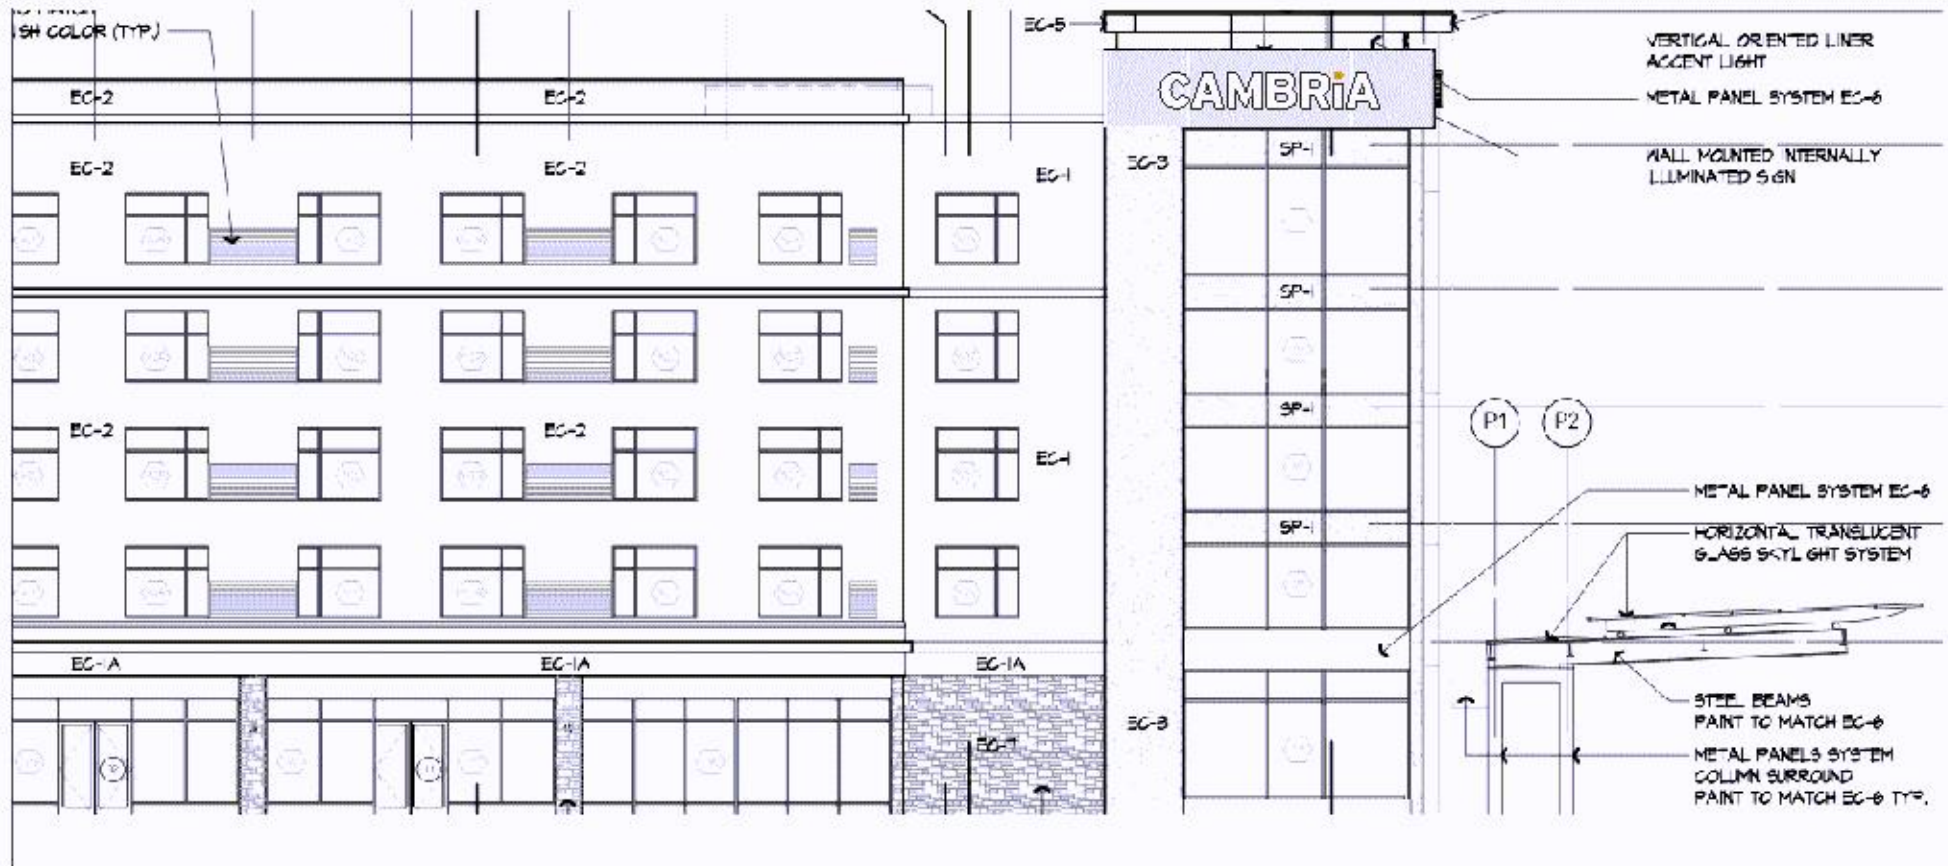 SH COLOR (TYP.)
EC-5
VERTICAL ORIENTED LINER
ACCENT LIGHT
CAMBRiA
METAL PANEL SYSTEM EC-6
EC-2
EC-2
WALL MOUNTED INTERNALLY
ILLUMINATED SIGN
EC-2
EC-2
EC-1
EC-3
SP-1
SP-1
SP-1
P1
P2
EC-2
EC-2
EC-1
METAL PANEL SYSTEM EC-6
SP-1
HORIZONTAL TRANSLUCENT
GLASS SKYLIGHT SYSTEM
EC-1A
EC-1A
EC-1A
STEEL BEAMS
PAINT TO MATCH EC-6
EC-3
EC-7
METAL PANELS SYSTEM
COLUMN SURROUND
PAINT TO MATCH EC-6 TYP.